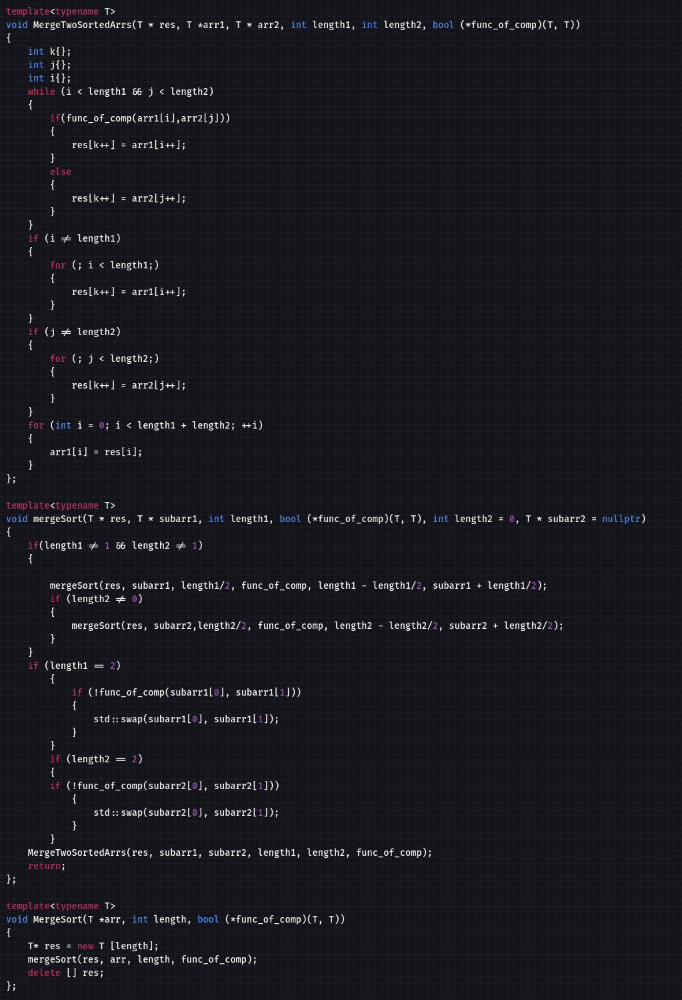 template<typename T>
void MergeTwoSortedArrs(T * res, T *arr1, T * arr2, int length1, int length2, bool (*func_of_comp)(T, T))
{
    int k{};
    int j{};
    int i{};
    while (i < length1 && j < length2)
    {
        if(func_of_comp(arr1[i],arr2[j]))
        {
            res[k++] = arr1[i++];
        }
        else
        {
            res[k++] = arr2[j++];
        }
    }
    if (i != length1)
    {
        for (; i < length1;)
        {
            res[k++] = arr1[i++];
        }
    }
    if (j != length2)
    {
        for (; j < length2;)
        {
            res[k++] = arr2[j++];
        }
    }
    for (int i = 0; i < length1 + length2; ++i)
    {
        arr1[i] = res[i];
    }
};

template<typename T>
void mergeSort(T * res, T * subarr1, int length1, bool (*func_of_comp)(T, T), int length2 = 0, T * subarr2 = nullptr)
{
    if(length1 != 1 && length2 != 1)
    {

        mergeSort(res, subarr1, length1/2, func_of_comp, length1 - length1/2, subarr1 + length1/2);
        if (length2 != 0)
        {
            mergeSort(res, subarr2,length2/2, func_of_comp, length2 - length2/2, subarr2 + length2/2);
        }
    }
    if (length1 == 2)
        {
            if (!func_of_comp(subarr1[0], subarr1[1]))
            {
                std::swap(subarr1[0], subarr1[1]);
            }
        }
        if (length2 == 2)
        {
        if (!func_of_comp(subarr2[0], subarr2[1]))
            {
                std::swap(subarr2[0], subarr2[1]);
            }
        }
    MergeTwoSortedArrs(res, subarr1, subarr2, length1, length2, func_of_comp);
    return;
};

template<typename T>
void MergeSort(T *arr, int length, bool (*func_of_comp)(T, T))
{
    T* res = new T [length];
    mergeSort(res, arr, length, func_of_comp);
    delete [] res;
};